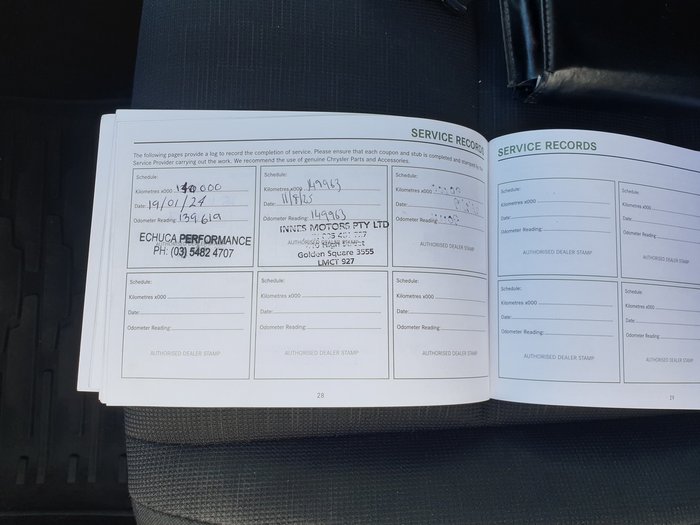 SERVICE RECORDS
The following pages provide a log to record the completion of service. Please ensure that each coupon and stub is completed and stamped by the
Service Provider carrying out the work. We recommend the use of genuine Chrysler Parts and Accessories.
Schedule:
Kilometres x000 140 000
Date: 19/01/24
Odometer Reading: 139619
ECHUCA PERFORMANCE
PH: (03) 5482 4707
Schedule:
Kilometres x000 149963
Date: 11/8/25
Odometer Reading: 149963
INNES MOTORS PTY LTD
AUTHORISED DEALER STAMP
Golden Square 3555
LMCT 927
Schedule:
Kilometres x000
Date:
Odometer Reading:
AUTHORISED DEALER STAMP
Schedule:
Kilometres x000
Date:
Odometer Reading:
AUTHORISED DEALER STAMP
Schedule:
Kilometres x000
Date:
Odometer Reading:
AUTHORISED DEALER STAMP
Schedule:
Kilometres x000
Date:
Odometer Reading:
AUTHORISED DEALER STAMP
28
SERVICE RECORDS
Schedule:
Kilometres x000
Date:
Odometer Reading:
AUTHORISED DEALER STAMP
Schedule:
Kilometres x000
Date:
Odometer Reading:
AUTHORISED
Schedule:
Kilometres x000
Date:
Odometer Reading:
AUTHORISED DEALER STAMP
Schedule:
Kilometres x000
Date:
Odometer Reading:
AUTHORISED